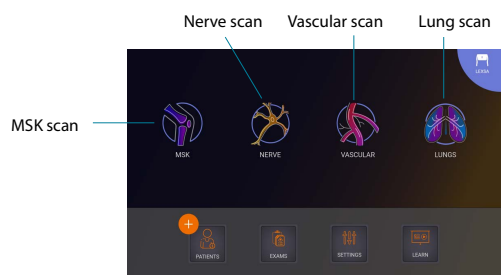 Nerve scan Vascular scan Lung scan
LEXSA
MSK scan
MSK NERVE VASCULAR LUNGS
PATIENTS EXAMS SETTINGS LEARN